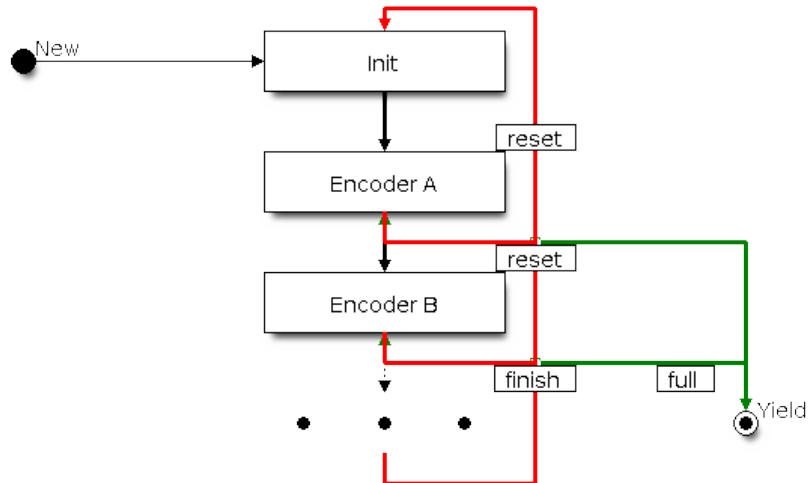 New
Init
reset
Encoder A
reset
Encoder B
finish
full
Yield